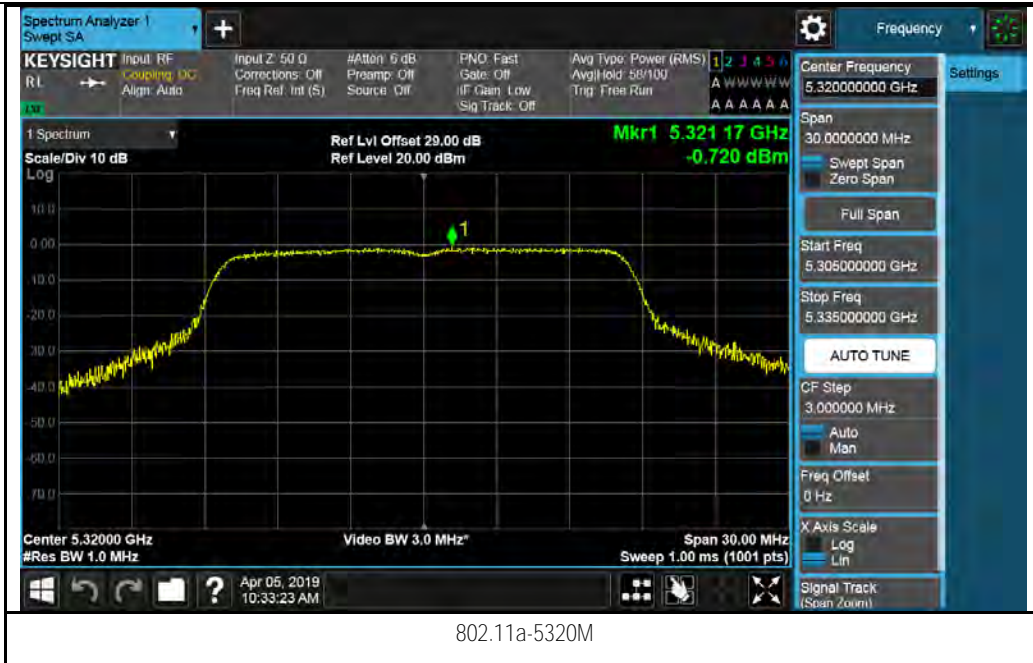 Spectrum Analyzer 1
Swept SA
+
Frequency
KEYSIGHT
RL
LXI
Input: RF
Coupling: DC
Align: Auto
Input Z: 50 Ω
Corrections: Off
Freq Ref: Int (S)
#Atten: 6 dB
Preamp: Off
Source: Off
PNO: Fast
Gate: Off
IF Gain: Low
Sig Track: Off
Avg Type: Power (RMS)
Avg|Hold: 58/100
Trig: Free Run
1 2 3 4 5 6
A W W W W W
A A A A A A
1 Spectrum
Scale/Div 10 dB
Log
Ref Lvl Offset 29.00 dB
Ref Level 20.00 dBm
Mkr1 5.321 17 GHz
-0.720 dBm
10.0
0.00
-10.0
-20.0
-30.0
-40.0
-50.0
-60.0
-70.0
1
Center 5.32000 GHz
#Res BW 1.0 MHz
Video BW 3.0 MHz*
Span 30.00 MHz
Sweep 1.00 ms (1001 pts)
Center Frequency
5.320000000 GHz
Settings
Span
30.0000000 MHz
Swept Span
Zero Span
Full Span
Start Freq
5.305000000 GHz
Stop Freq
5.335000000 GHz
AUTO TUNE
CF Step
3.000000 MHz
Auto
Man
Freq Offset
0 Hz
X Axis Scale
Log
Lin
Signal Track
(Span Zoom)
?
Apr 05, 2019
10:33:23 AM
802.11a-5320M